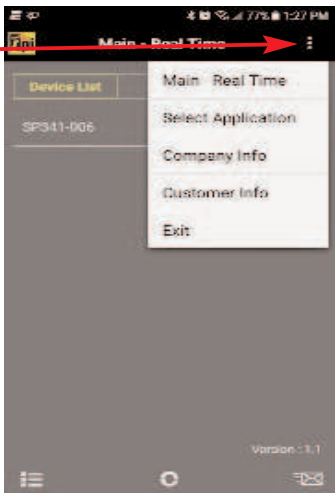 77% 1:27 PM
Main - Real Time
Device List
SP341-006
Main Real Time
Select Application
Company Info
Customer Info
Exit
Version : 1.1